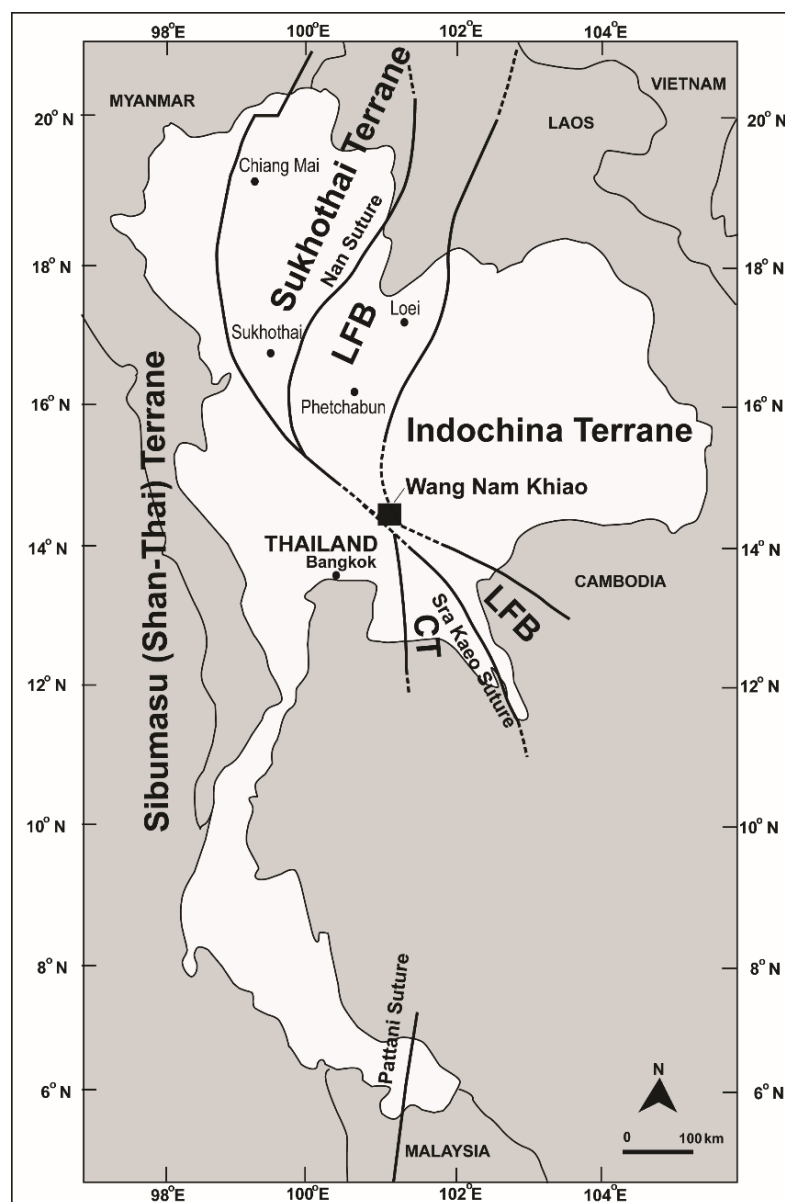 98°E 100°E 102°E 104°E
MYANMAR
VIETNAM
20°N
LAOS
20°N
Chiang Mai
Sukhothai Terrane
Nan Suture
18°N
18°N
Loei
LFB
Sukhothai
Phetchabun
16°N
16°N
Indochina Terrane
Wang Nam Khiao
Sibumasu (Shan-Thai) Terrane
14°N
14°N
THAILAND
Bangkok
CAMBODIA
LFB
CT
Sra Kaeo Suture
12°N
12°N
10°N
10°N
8°N
8°N
Pattani Suture
6°N
6°N
N
0 100 km
MALAYSIA
98°E 100°E 102°E 104°E